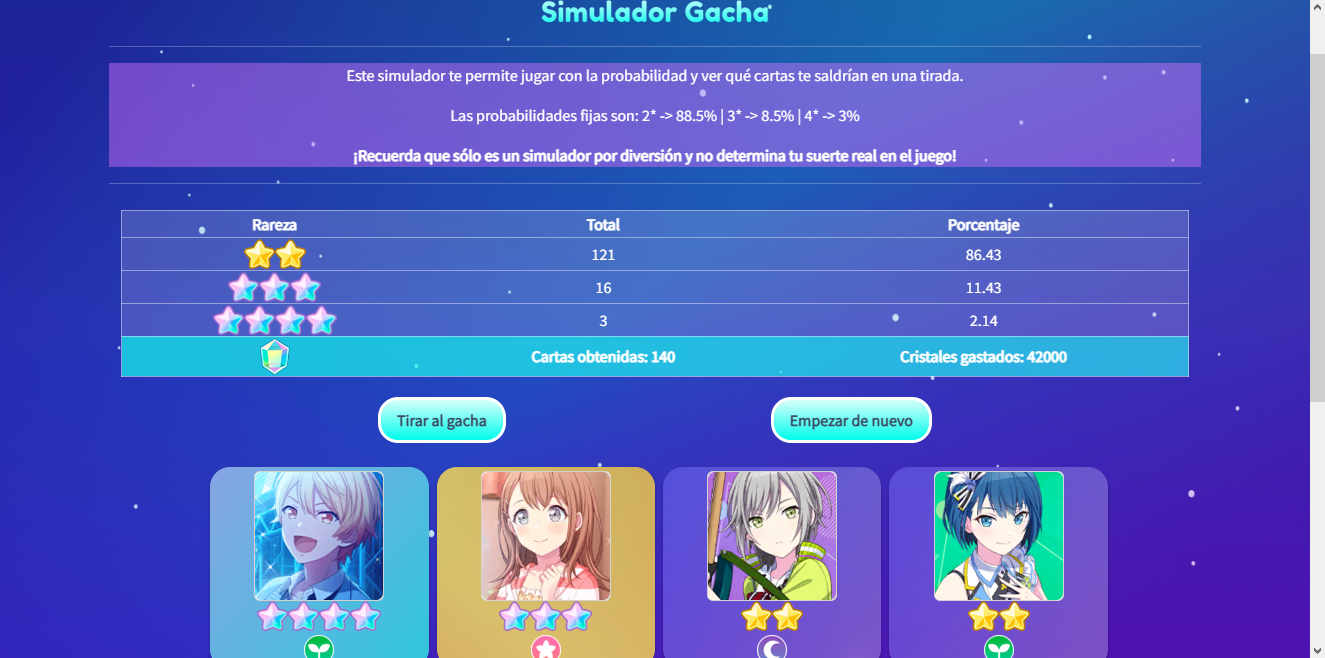 Simulador Gacha
Este simulador te permite jugar con la probabilidad y ver qué cartas te saldrían en una tirada.
Las probabilidades fijas son: 2* -> 88.5% | 3* -> 8.5% | 4* -> 3%
¡Recuerda que sólo es un simulador por diversión y no determina tu suerte real en el juego!
Rareza Total Porcentaje
121 86.43
16 11.43
3 2.14
Cartas obtenidas: 140 Cristales gastados: 42000
Tirar al gacha Empezar de nuevo